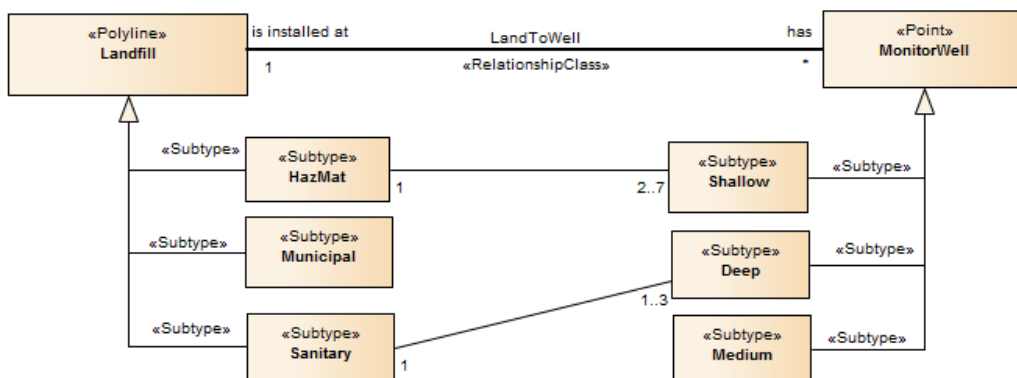 «Polyline»
Landfill
is installed at
LandToWell
has
1
«RelationshipClass»
*
«Point»
MonitorWell
«Subtype»
«Subtype»
HazMat
1
2..7
«Subtype»
Shallow
«Subtype»
«Subtype»
«Subtype»
Municipal
«Subtype»
Deep
«Subtype»
1..3
«Subtype»
«Subtype»
Sanitary
1
«Subtype»
Medium
«Subtype»